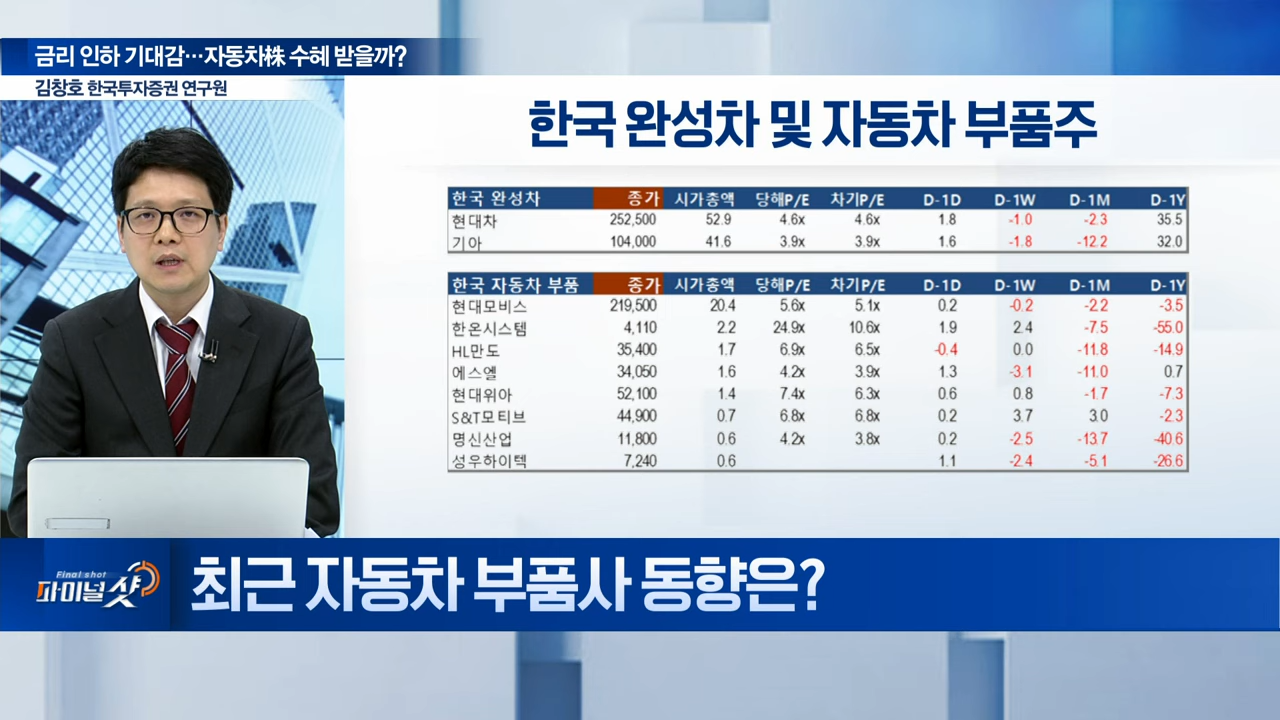 금리 인하 기대감…자동차株 수혜 받을까?
김창호 한국투자증권 연구원
한국 완성차 및 자동차 부품주
한국 완성차 종가 시가총액 당해P/E 차기P/E D-1D D-1W D-1M D-1Y
현대차 252,500 52.9 4.6x 4.6x 1.8 -1.0 -2.3 35.5
기아 104,000 41.6 3.9x 3.9x 1.6 -1.8 -12.2 32.0
한국 자동차 부품 종가 시가총액 당해P/E 차기P/E D-1D D-1W D-1M D-1Y
현대모비스 219,500 20.4 5.6x 5.1x 0.2 -0.2 -2.2 -3.5
한온시스템 4,110 2.2 24.9x 10.6x 1.9 2.4 -7.5 -55.0
HL만도 35,400 1.7 6.9x 6.5x -0.4 0.0 -11.8 -14.9
에스엘 34,050 1.6 4.2x 3.9x 1.3 -3.1 -11.0 0.7
현대위아 52,100 1.4 7.4x 6.3x 0.6 0.8 -1.7 -7.3
S&T모티브 44,900 0.7 6.8x 6.8x 0.2 3.7 3.0 -2.3
명신산업 11,800 0.6 4.2x 3.8x 0.2 -2.5 -13.7 -40.6
성우하이텍 7,240 0.6 1.1 -2.4 -5.1 -26.6
Final shot
파이널샷
최근 자동차 부품사 동향은?